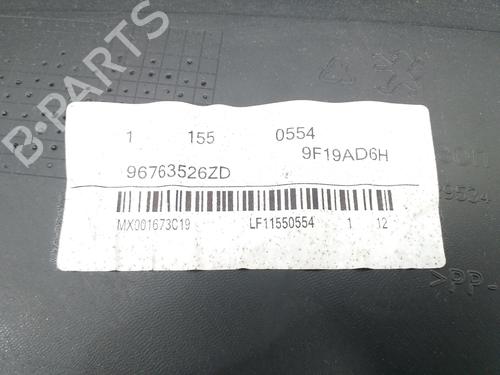 B-PARTS
1 155 0554
9F19AD6H
96763526ZD
MX001673C19 LF11550554 1 12
>PP-